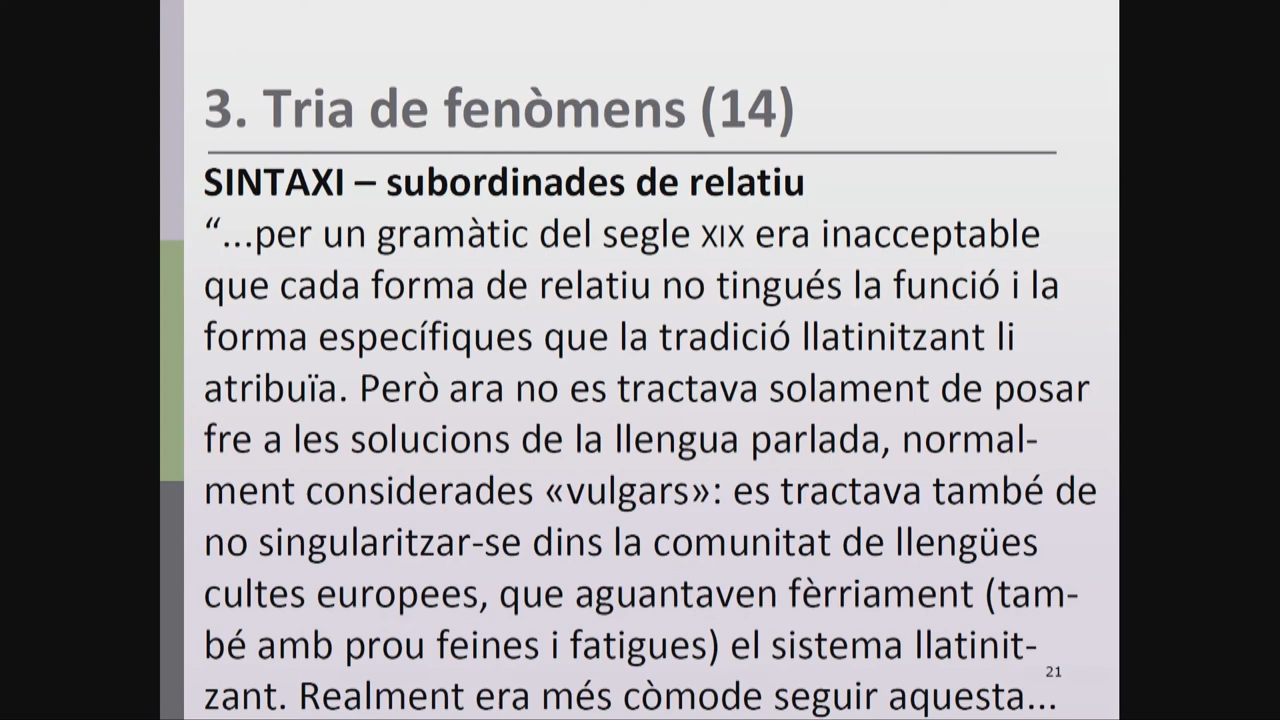 3. Tria de fenòmens (14)
SINTAXI – subordinades de relatiu
“...per un gramàtic del segle XIX era inacceptable
que cada forma de relatiu no tingués la funció i la
forma específiques que la tradició llatinitzant li
atribuïa. Però ara no es tractava solament de posar
fre a les solucions de la llengua parlada, normal-
ment considerades «vulgars»: es tractava també de
no singularitzar-se dins la comunitat de llengües
cultes europees, que aguantaven fèrriament (tam-
bé amb prou feines i fatigues) el sistema llatinit-
21
zant. Realment era més còmode seguir aquesta...